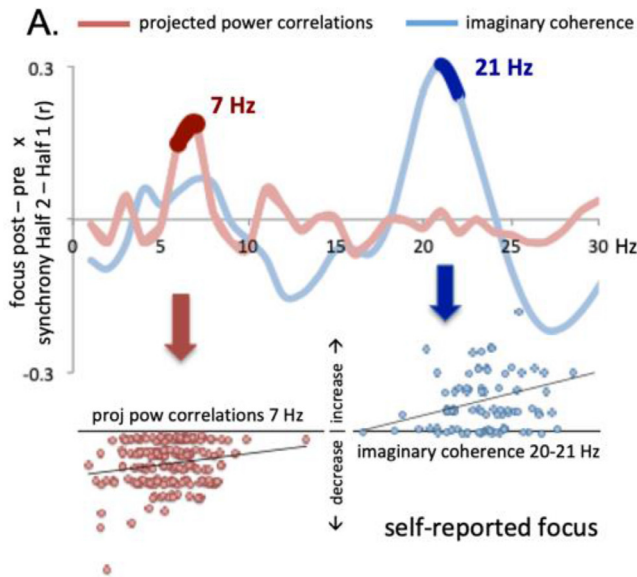 A.
projected power correlations
imaginary coherence
focus post – pre x
synchrony Half 2 – Half 1 (r)
0.3
7 Hz
21 Hz
0 5 10 15 20 25 30 Hz
-0.3
proj pow correlations 7 Hz
decrease increase
imaginary coherence 20-21 Hz
self-reported focus